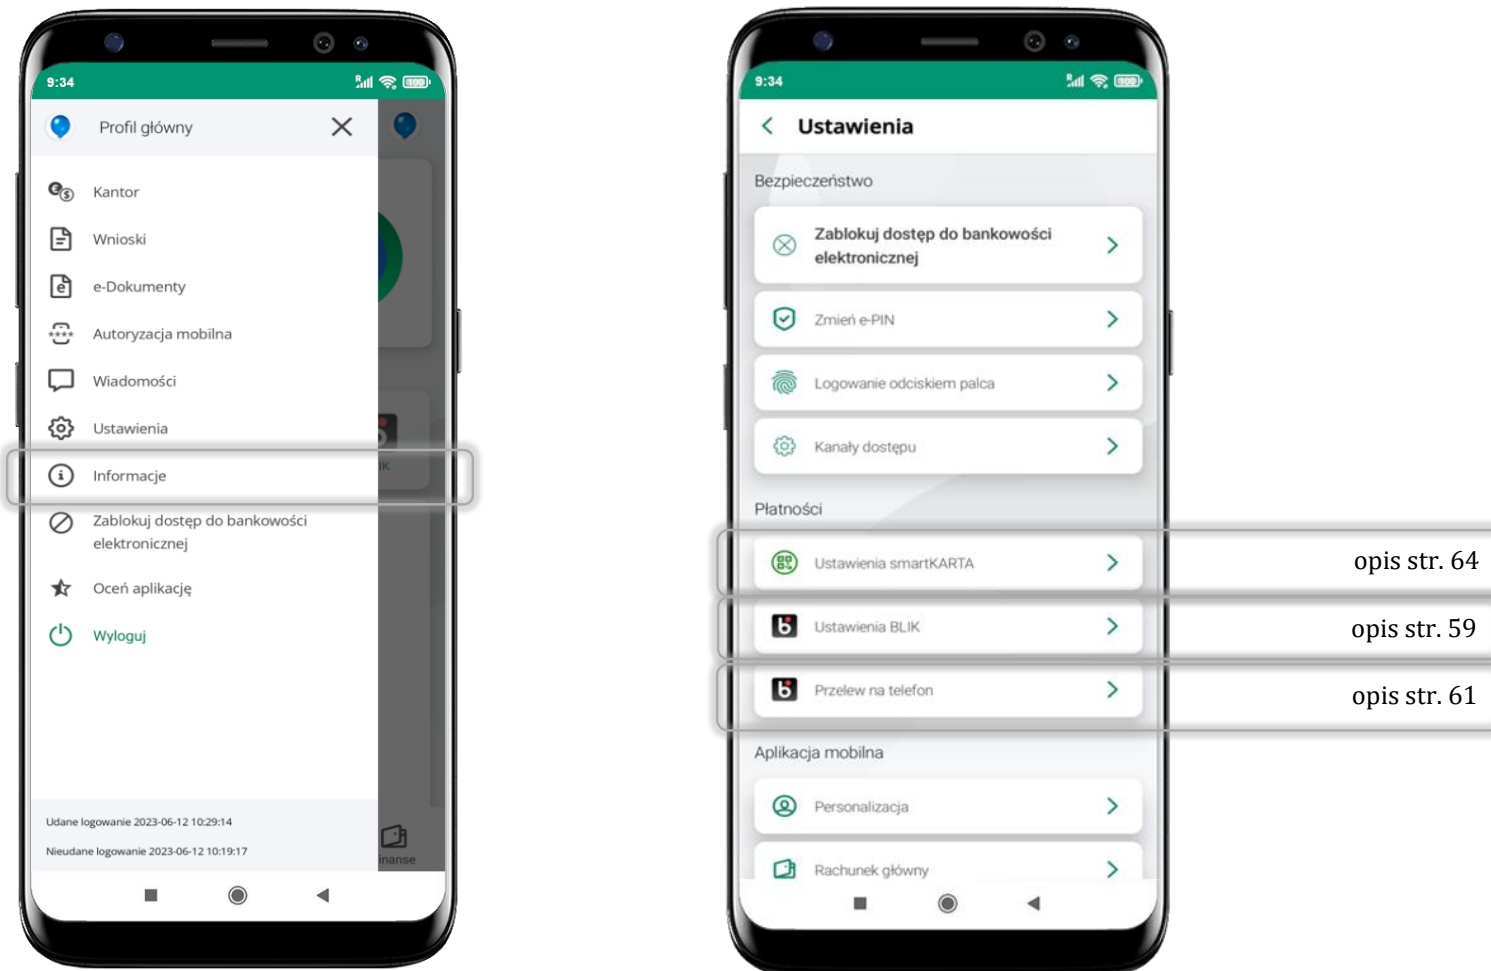 9:34
Profil główny
Kantor
Wnioski
e-Dokumenty
Autoryzacja mobilna
Wiadomości
Ustawienia
Informacje
Zablokuj dostęp do bankowości
elektronicznej
Oceń aplikację
Wyloguj
Udane logowanie 2023-06-12 10:29:14
Nieudane logowanie 2023-06-12 10:19:17
IK
inanse
9:34
Ustawienia
Bezpieczeństwo
Zablokuj dostęp do bankowości
elektronicznej
Zmień e-PIN
Logowanie odciskiem palca
Kanały dostępu
Płatności
Ustawienia smartKARTA
opis str. 64
Ustawienia BLIK
opis str. 59
Przelew na telefon
opis str. 61
Aplikacja mobilna
Personalizacja
Rachunek główny